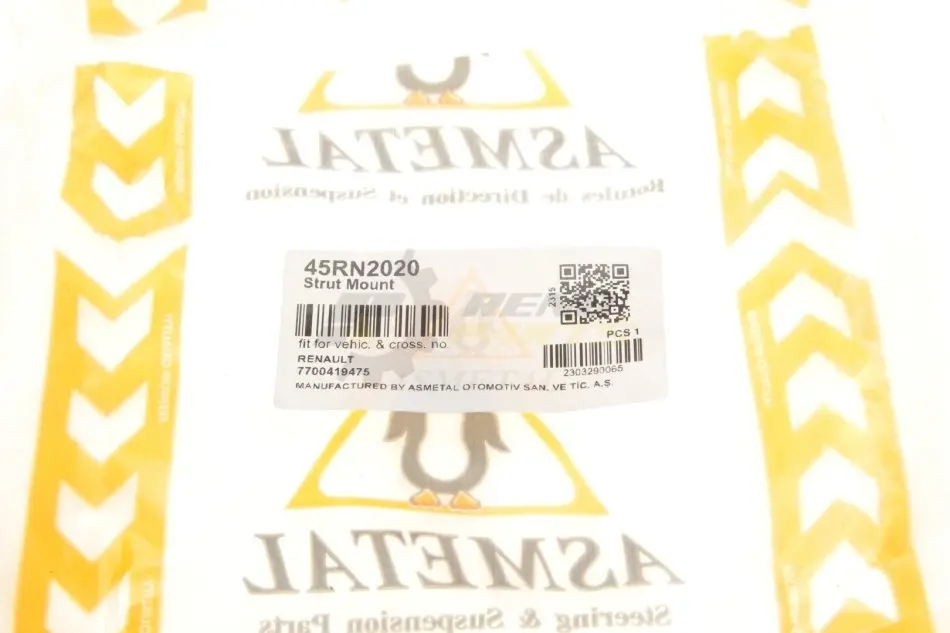 ASMETAL
Rotules de Direction et Suspension
45RN2020
Strut Mount
2315
REN
PCS 1
fit for vehic. & cross. no
RENAULT
7700419475
2303290065
MANUFACTURED BY ASMETAL OTOMOTIV SAN. VE TIC. A.Ş.
ASMETAL
Steering & Suspension Parts